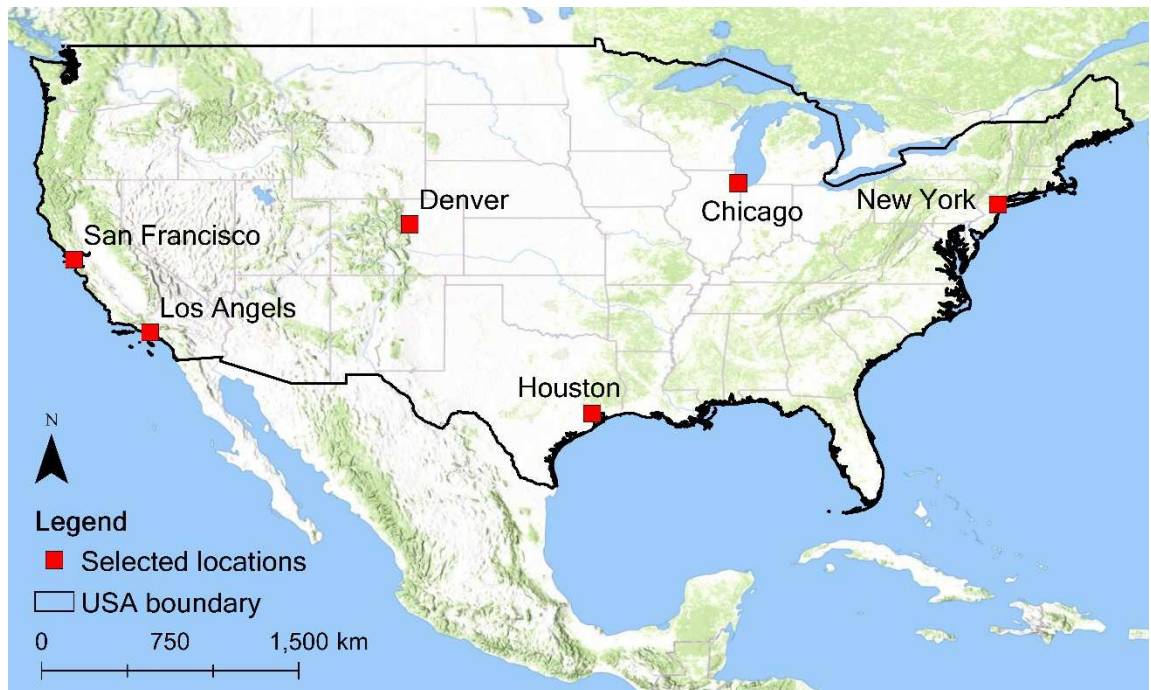 Denver
Chicago
New York
San Francisco
Los Angels
Houston
N
Legend
Selected locations
USA boundary
0 750 1,500 km